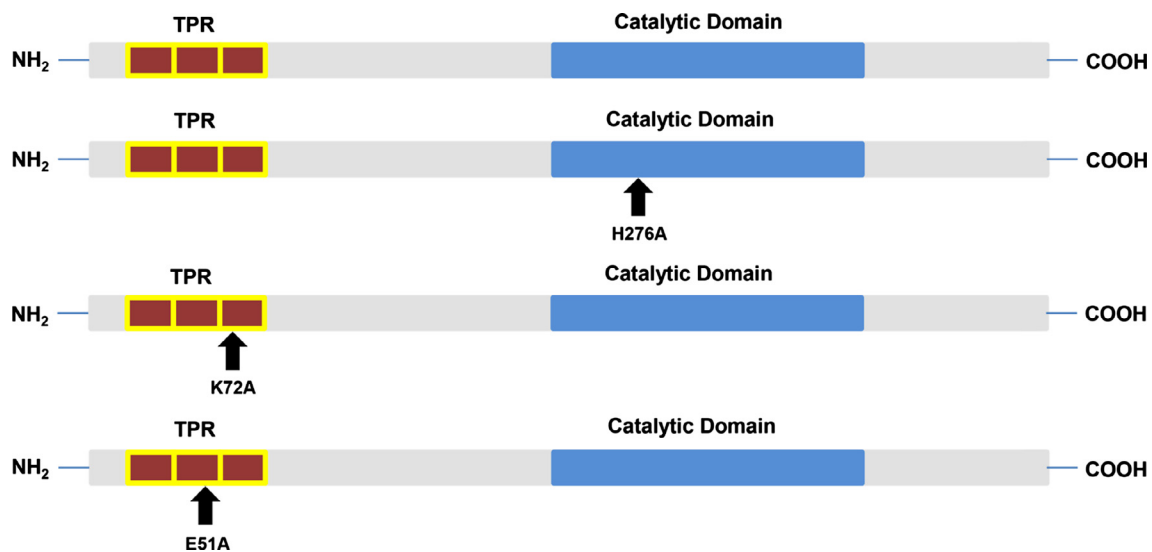 TPR Catalytic Domain
NH₂ COOH
TPR Catalytic Domain
NH₂ COOH
H276A
TPR Catalytic Domain
NH₂ COOH
K72A
TPR Catalytic Domain
NH₂ COOH
E51A